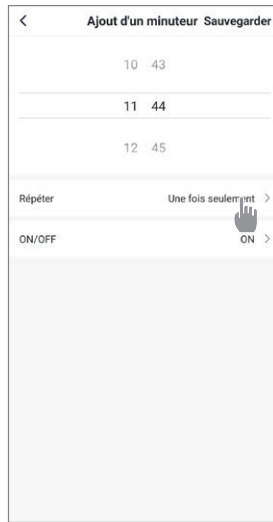 Ajout d'un minuteur Sauvegarder
10 43
11 44
12 45
Répéter Une fois seulement
ON/OFF ON